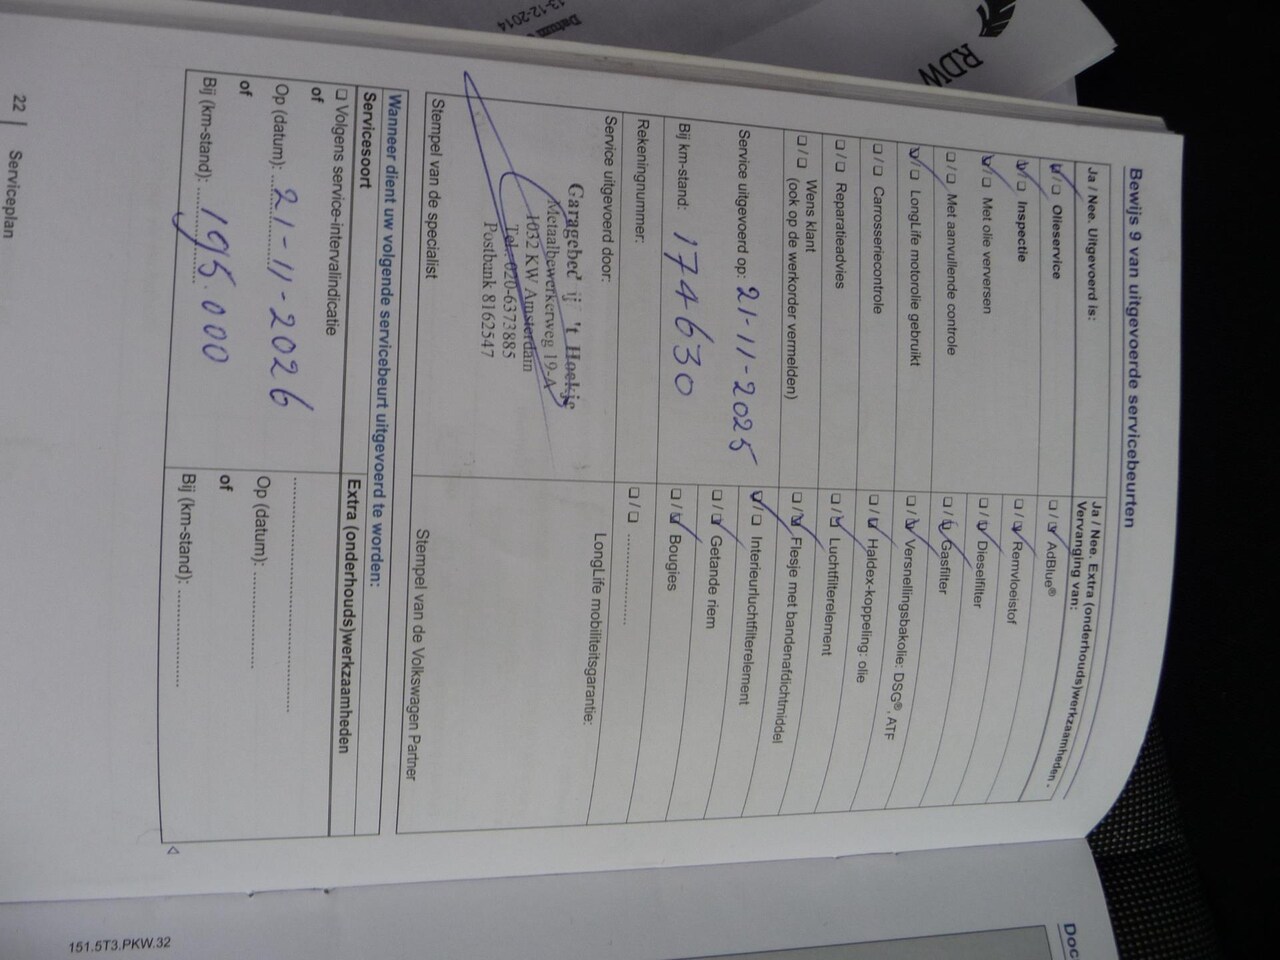 RDW
Datum
13-12-2014
Bewijs 9 van uitgevoerde servicebeurten
Ja / Nee. Uitgevoerd is:
☑/☐ Olieservice
☑/☐ Inspectie
☑/☐ Met olie verversen
☐/☐ Met aanvullende controle
☑/☐ LongLife motorolie gebruikt
☐/☐ Carrosseriecontrole
☐/☐ Reparatieadvies
☐/☐ Wens klant
(ook op de werkorder vermelden)
Service uitgevoerd op: 21-11-2025
Bij km-stand: 174630
Rekeningnummer:
Service uitgevoerd door:
Garagebedrijf 't Hoekje
Metaalbewerkerweg 19-A
1032 KW Amsterdam
Tel. 020-6373885
Postbank 8162547
Stempel van de specialist
Ja / Nee. Extra (onderhouds)werkzaamheden.
Vervanging van:
☐/☑ AdBlue®
☐/☑ Remvloeistof
☐/☑ Dieselfilter
☐/☑ Gasfilter
☐/☑ Versnellingsbakolie: DSG®, ATF
☐/☑ Haldex-koppeling: olie
☐/☑ Luchtfilterelement
☐/☑ Flesje met bandenafdichtmiddel
☑/☐ Interieurluchtfilterelement
☐/☑ Getande riem
☐/☑ Bougies
☐/☐ ................
LongLife mobiliteitsgarantie:
Stempel van de Volkswagen Partner
Wanneer dient uw volgende servicebeurt uitgevoerd te worden:
Servicesoort
☐ Volgens service-intervalindicatie
of
Op (datum): 21-11-2026
of
Bij (km-stand): 195.000
Extra (onderhouds)werkzaamheden
................
Op (datum): ................
of
Bij (km-stand): ................
22 | Serviceplan
Doc
151.5T3.PKW.32